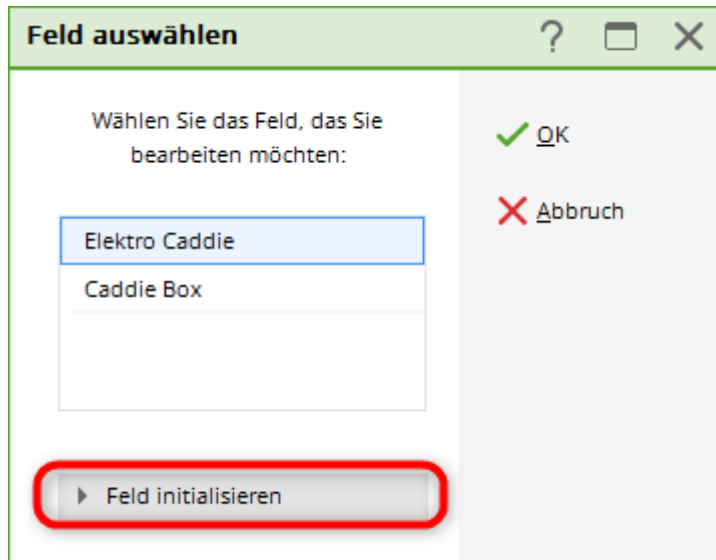 Feld auswählen
Wählen Sie das Feld, das Sie
bearbeiten möchten:
OK
Abbruch
Elektro Caddie
Caddie Box
Feld initialisieren